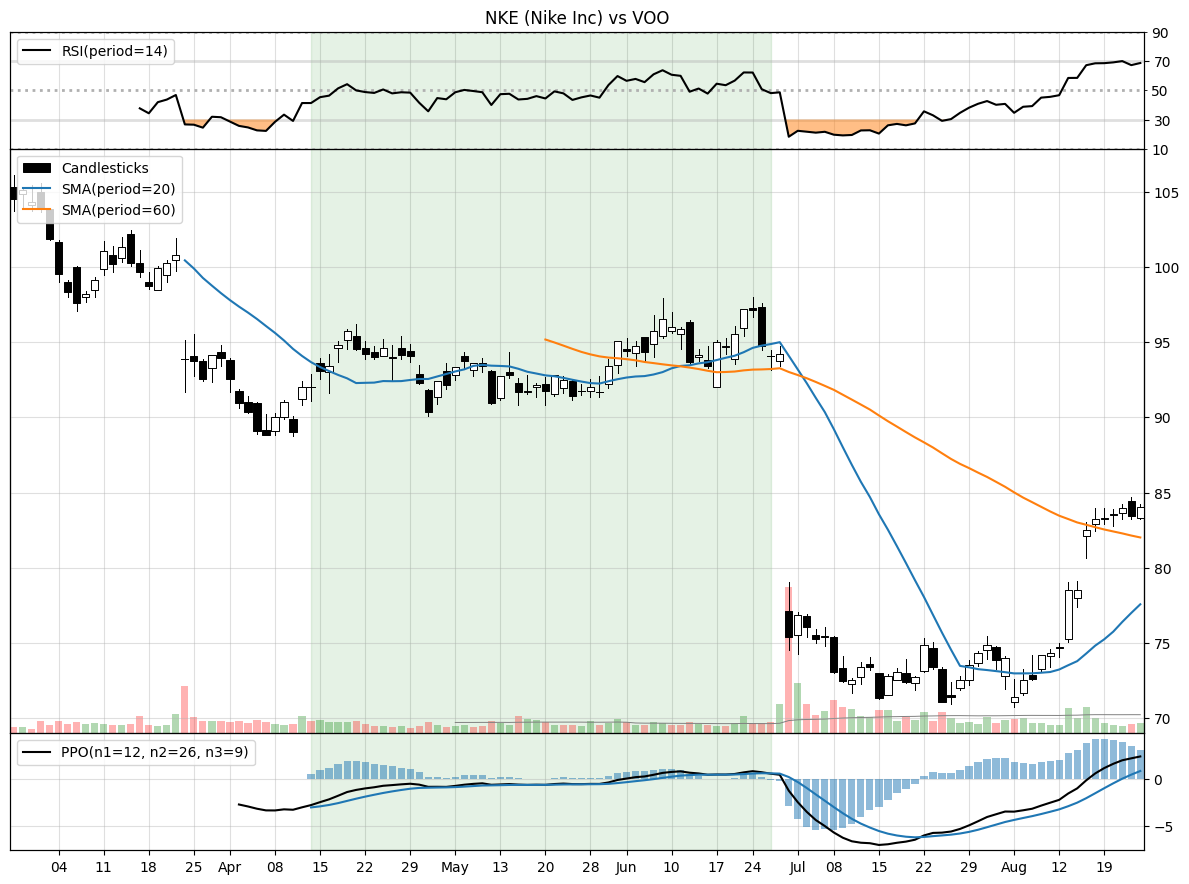 NKE (Nike Inc) vs VOO
RSI(period=14)
90
70
50
30
10
Candlesticks
SMA(period=20)
SMA(period=60)
105
100
95
90
85
80
75
70
PPO(n1=12, n2=26, n3=9)
0
−5
04 11 18 25 Apr 08 15 22 29 May 13 20 28 Jun 10 17 24 Jul 08 15 22 29 Aug 12 19